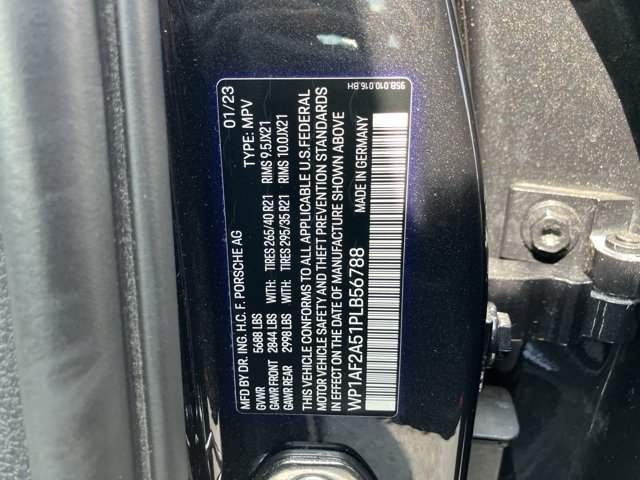 MFD BY DR. ING. H.C. F. PORSCHE AG 01/23
GVWR 5688 LBS TYPE: MPV
GAWR FRONT 2844 LBS WITH: TIRES 265/40 R21 RIMS 9.5JX21
GAWR REAR 2998 LBS WITH: TIRES 295/35 R21 RIMS 10.0JX21
THIS VEHICLE CONFORMS TO ALL APPLICABLE U.S. FEDERAL
MOTOR VEHICLE SAFETY AND THEFT PREVENTION STANDARDS
IN EFFECT ON THE DATE OF MANUFACTURE SHOWN ABOVE
WP1AF2A51PLB56788 MADE IN GERMANY
95B.010.016.BH